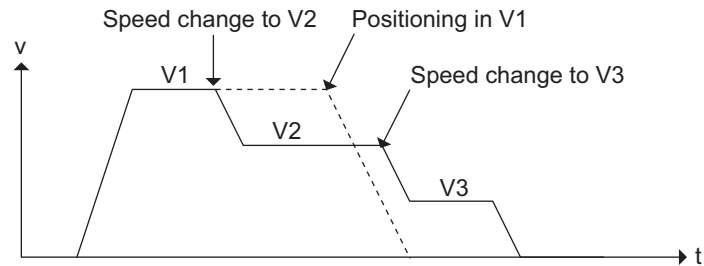 Speed change to V2
Positioning in V1
v
V1
Speed change to V3
V2
V3
t